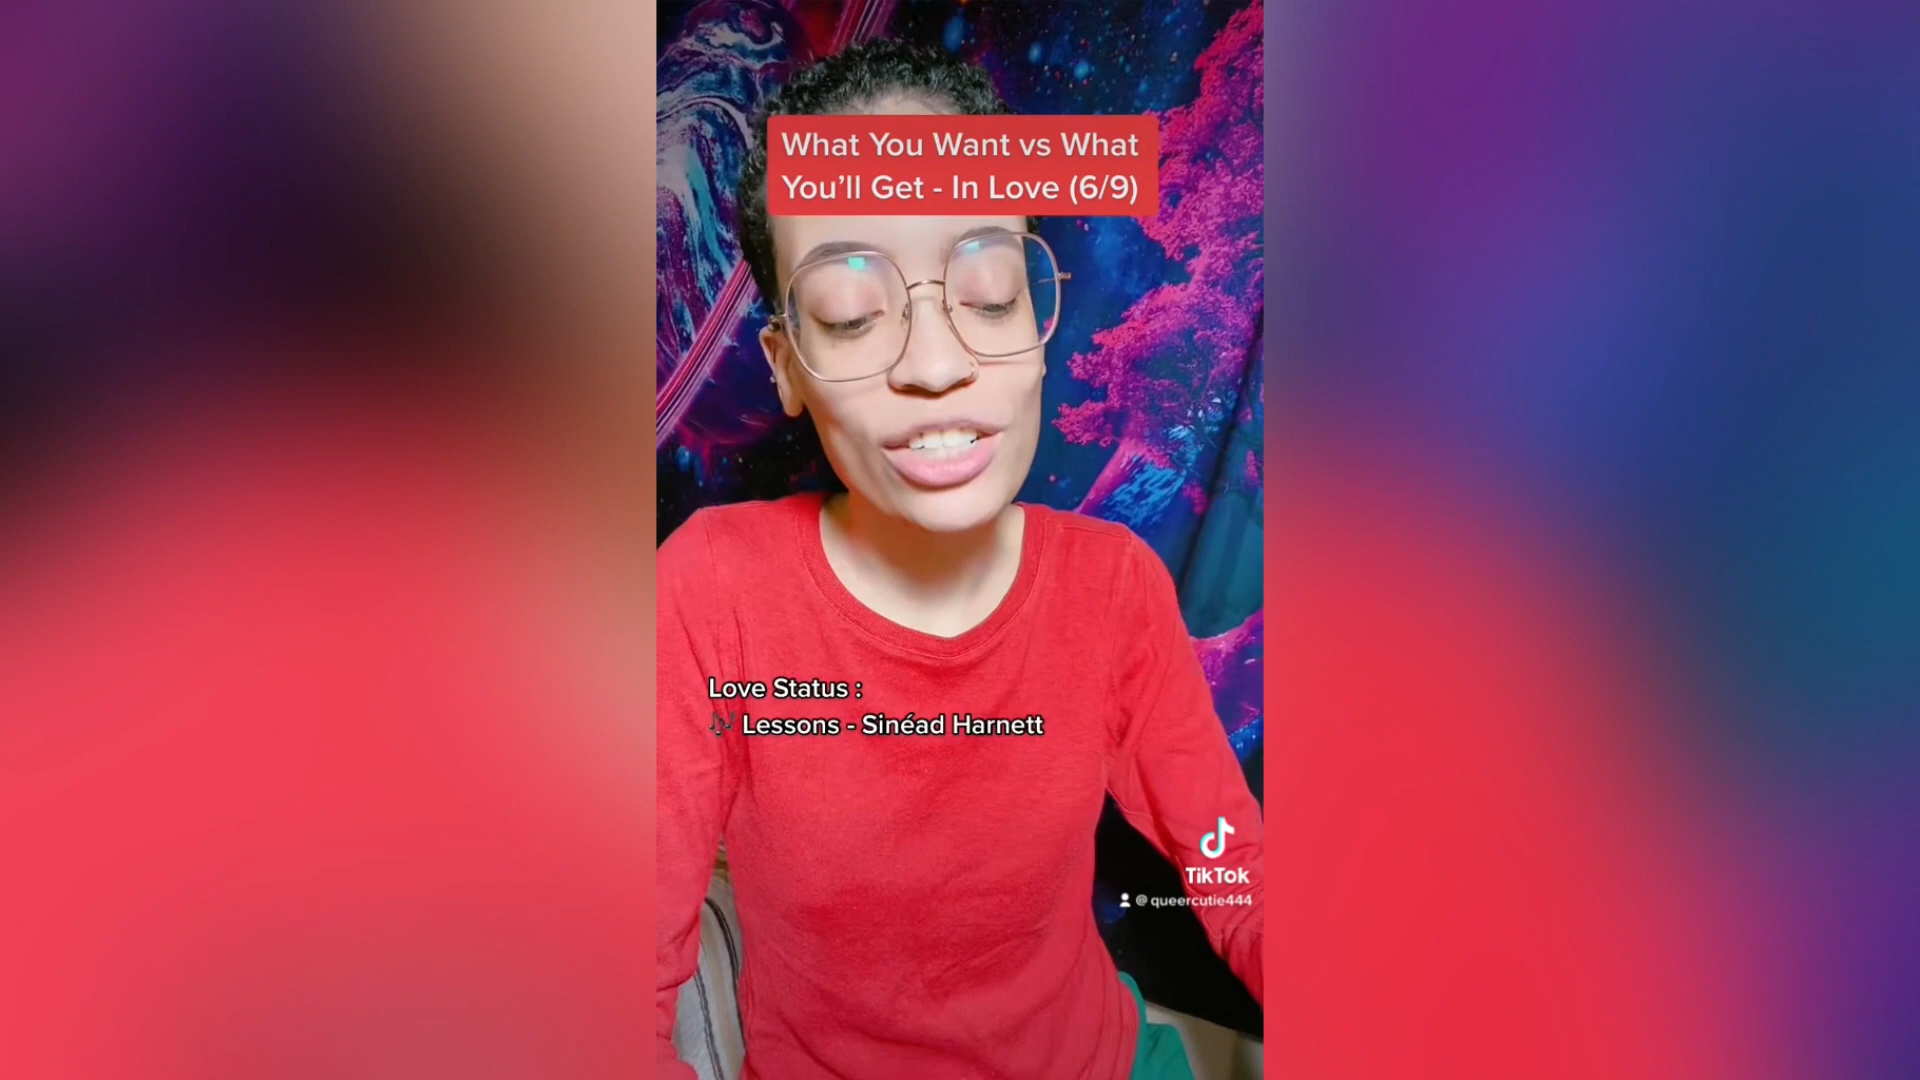 What You Want vs What
You’ll Get - In Love (6/9)
Love Status :
🎶 Lessons - Sinéad Harnett
TikTok
@queercutie444